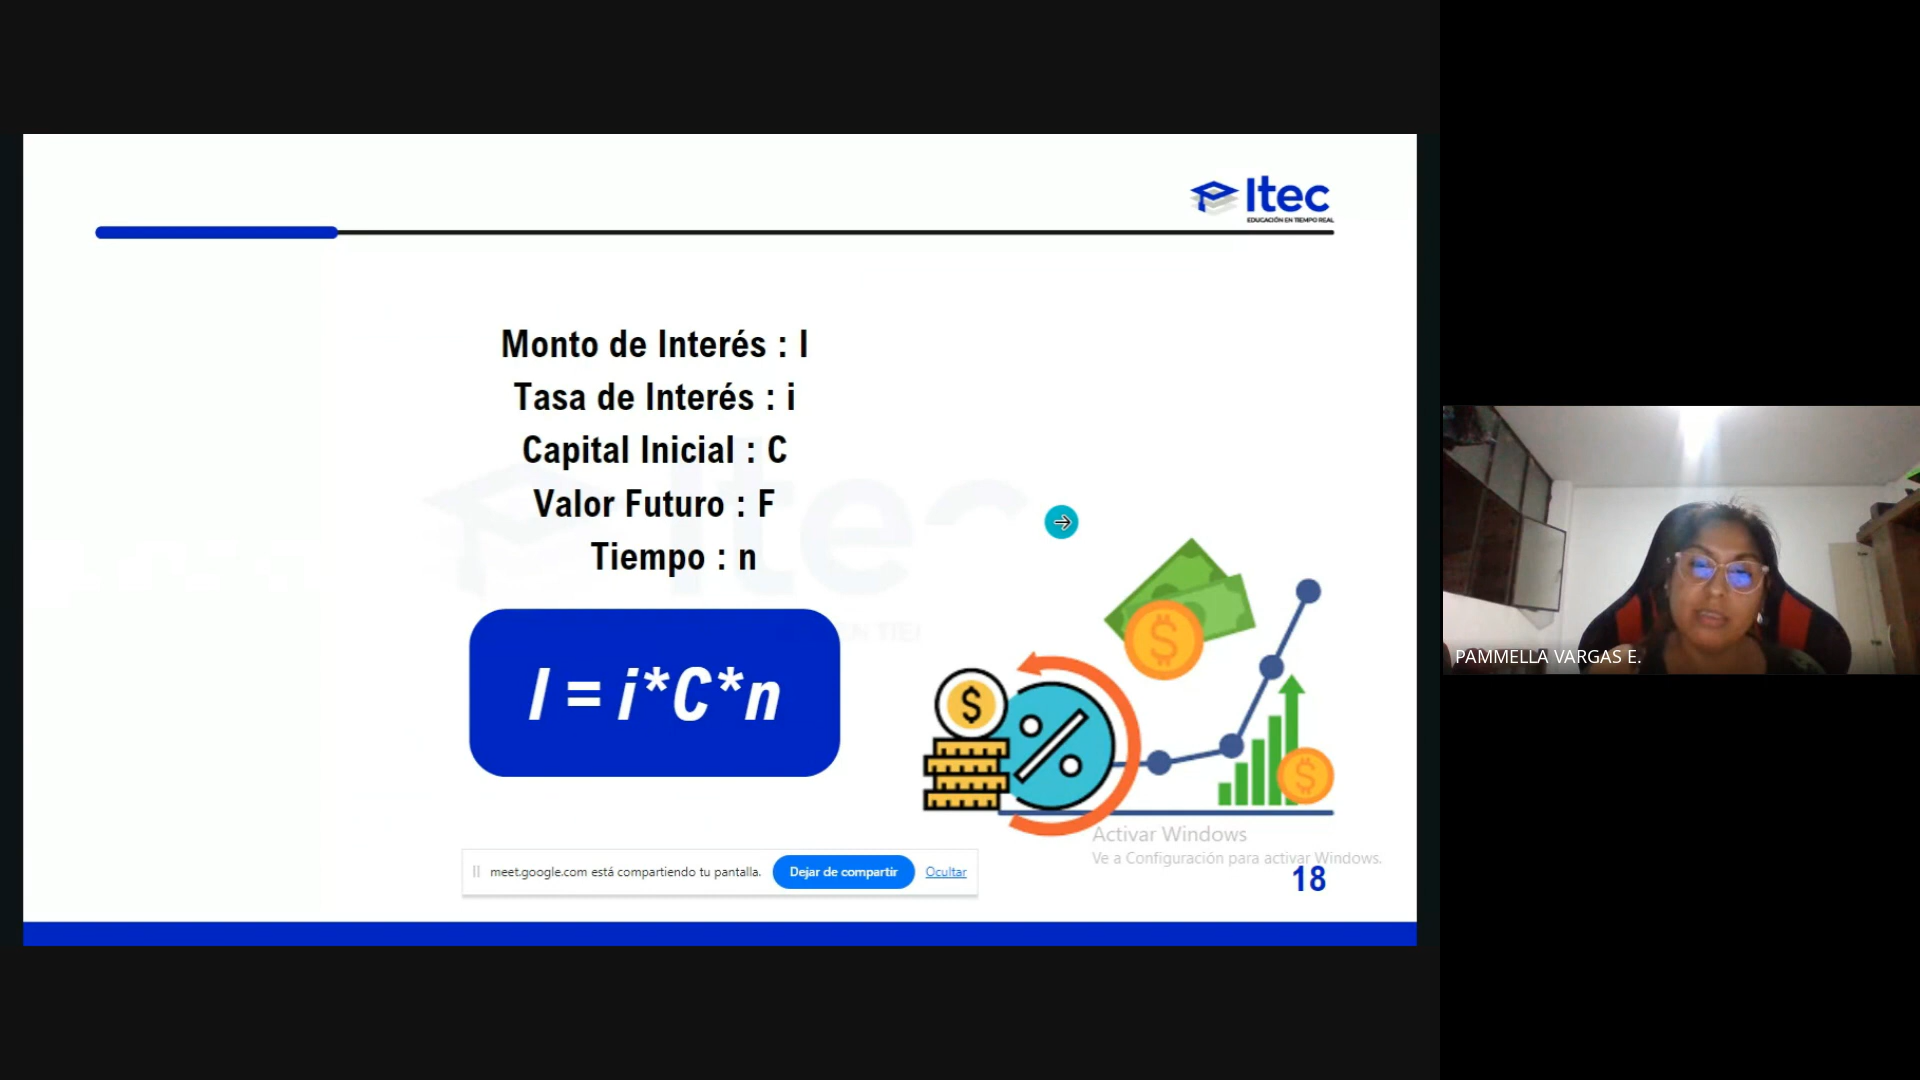 Itec
EDUCACIÓN EN TIEMPO REAL
Monto de Interés : I
Tasa de Interés : i
Capital Inicial : C
Valor Futuro : F
Tiempo : n
I = i*C*n
Activar Windows
Ve a Configuración para activar Windows.
meet.google.com está compartiendo tu pantalla.
Dejar de compartir
Ocultar
18
PAMMELLA VARGAS E.